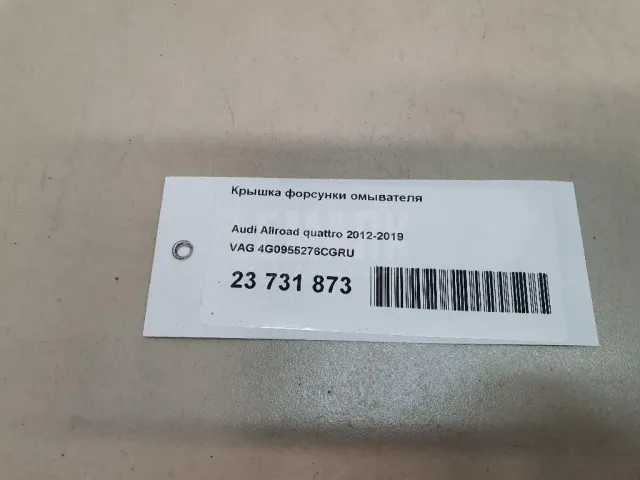 Крышка форсунки омывателя
Audi Allroad quattro 2012-2019
VAG 4G0955276CGRU
23 731 873